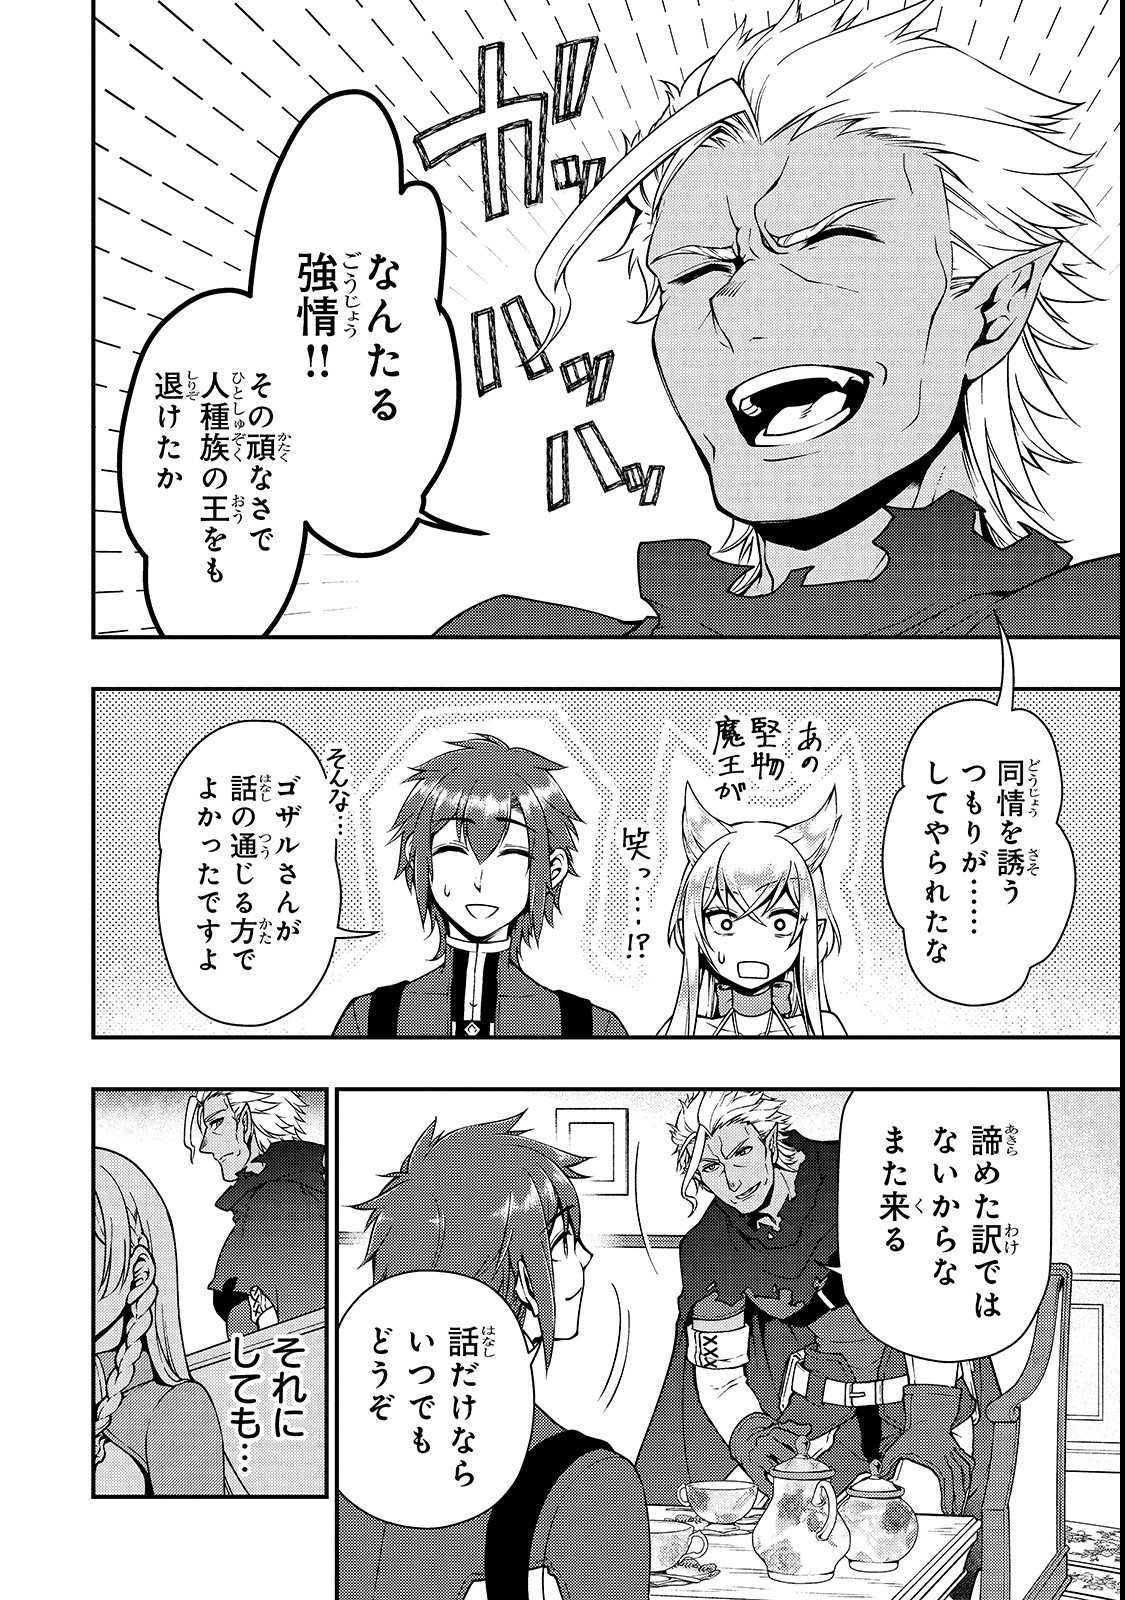 ガッハッハッ
なんたる
強情!!
その頑なさで
人種族の王をも
退けたか
同情を誘う
つもりが……
してやられたな
あの
堅物
魔王が
笑っ……!?
そんな…
ゴザルさんが
話の通じる方で
よかったですよ
諦めた訳では
ないからな
また来る
話だけなら
いつでも
どうぞ
それに
しても…